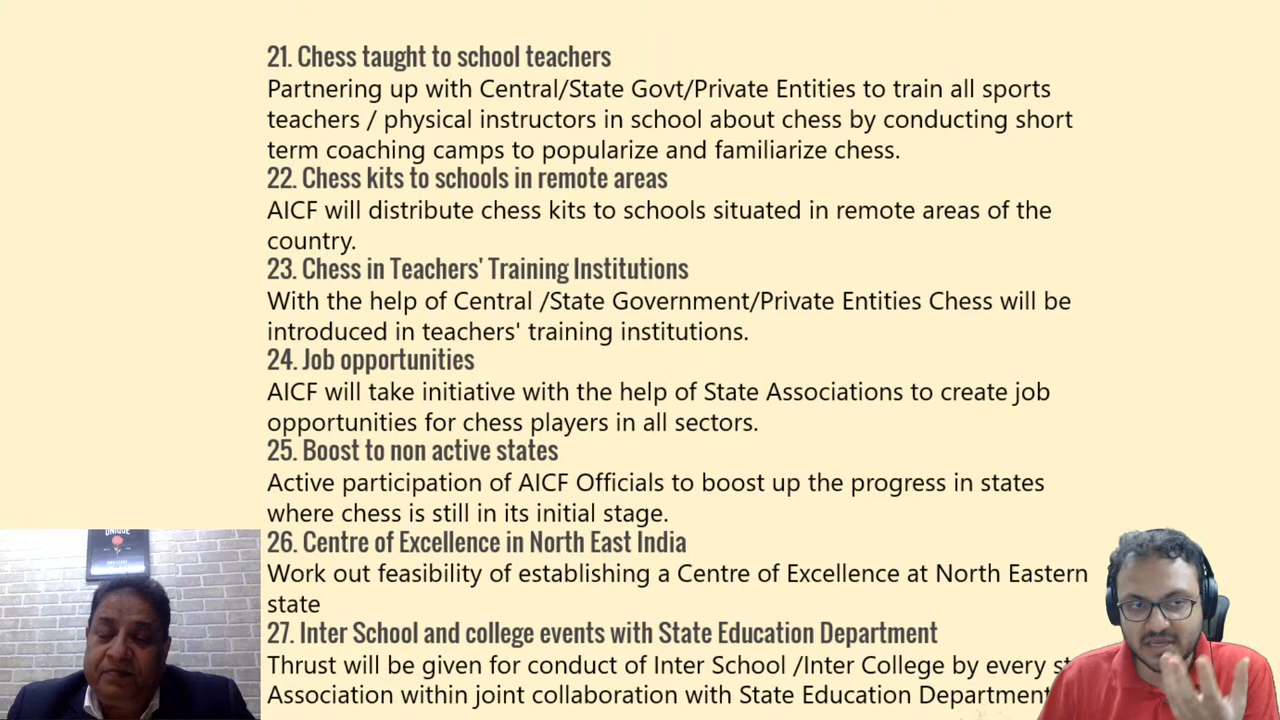 21. Chess taught to school teachers
Partnering up with Central/State Govt/Private Entities to train all sports
teachers / physical instructors in school about chess by conducting short
term coaching camps to popularize and familiarize chess.
22. Chess kits to schools in remote areas
AICF will distribute chess kits to schools situated in remote areas of the
country.
23. Chess in Teachers' Training Institutions
With the help of Central /State Government/Private Entities Chess will be
introduced in teachers' training institutions.
24. Job opportunities
AICF will take initiative with the help of State Associations to create job
opportunities for chess players in all sectors.
25. Boost to non active states
Active participation of AICF Officials to boost up the progress in states
where chess is still in its initial stage.
26. Centre of Excellence in North East India
Work out feasibility of establishing a Centre of Excellence at North Eastern
state
27. Inter School and college events with State Education Department
Thrust will be given for conduct of Inter School /Inter College by every
Association within joint collaboration with State Education Department
UNIQUE